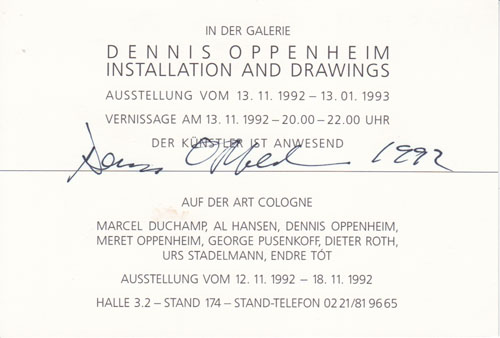 IN DER GALERIE
DENNIS OPPENHEIM
INSTALLATION AND DRAWINGS
AUSSTELLUNG VOM 13. 11. 1992 – 13. 01. 1993
VERNISSAGE AM 13. 11. 1992 – 20.00 – 22.00 UHR
DER KÜNSTLER IST ANWESEND
Dennis Oppenheim 1992
AUF DER ART COLOGNE
MARCEL DUCHAMP, AL HANSEN, DENNIS OPPENHEIM,
MERET OPPENHEIM, GEORGE PUSENKOFF, DIETER ROTH,
URS STADELMANN, ENDRE TÓT
AUSSTELLUNG VOM 12. 11. 1992 – 18. 11. 1992
HALLE 3.2 – STAND 174 – STAND-TELEFON 02 21/81 96 65